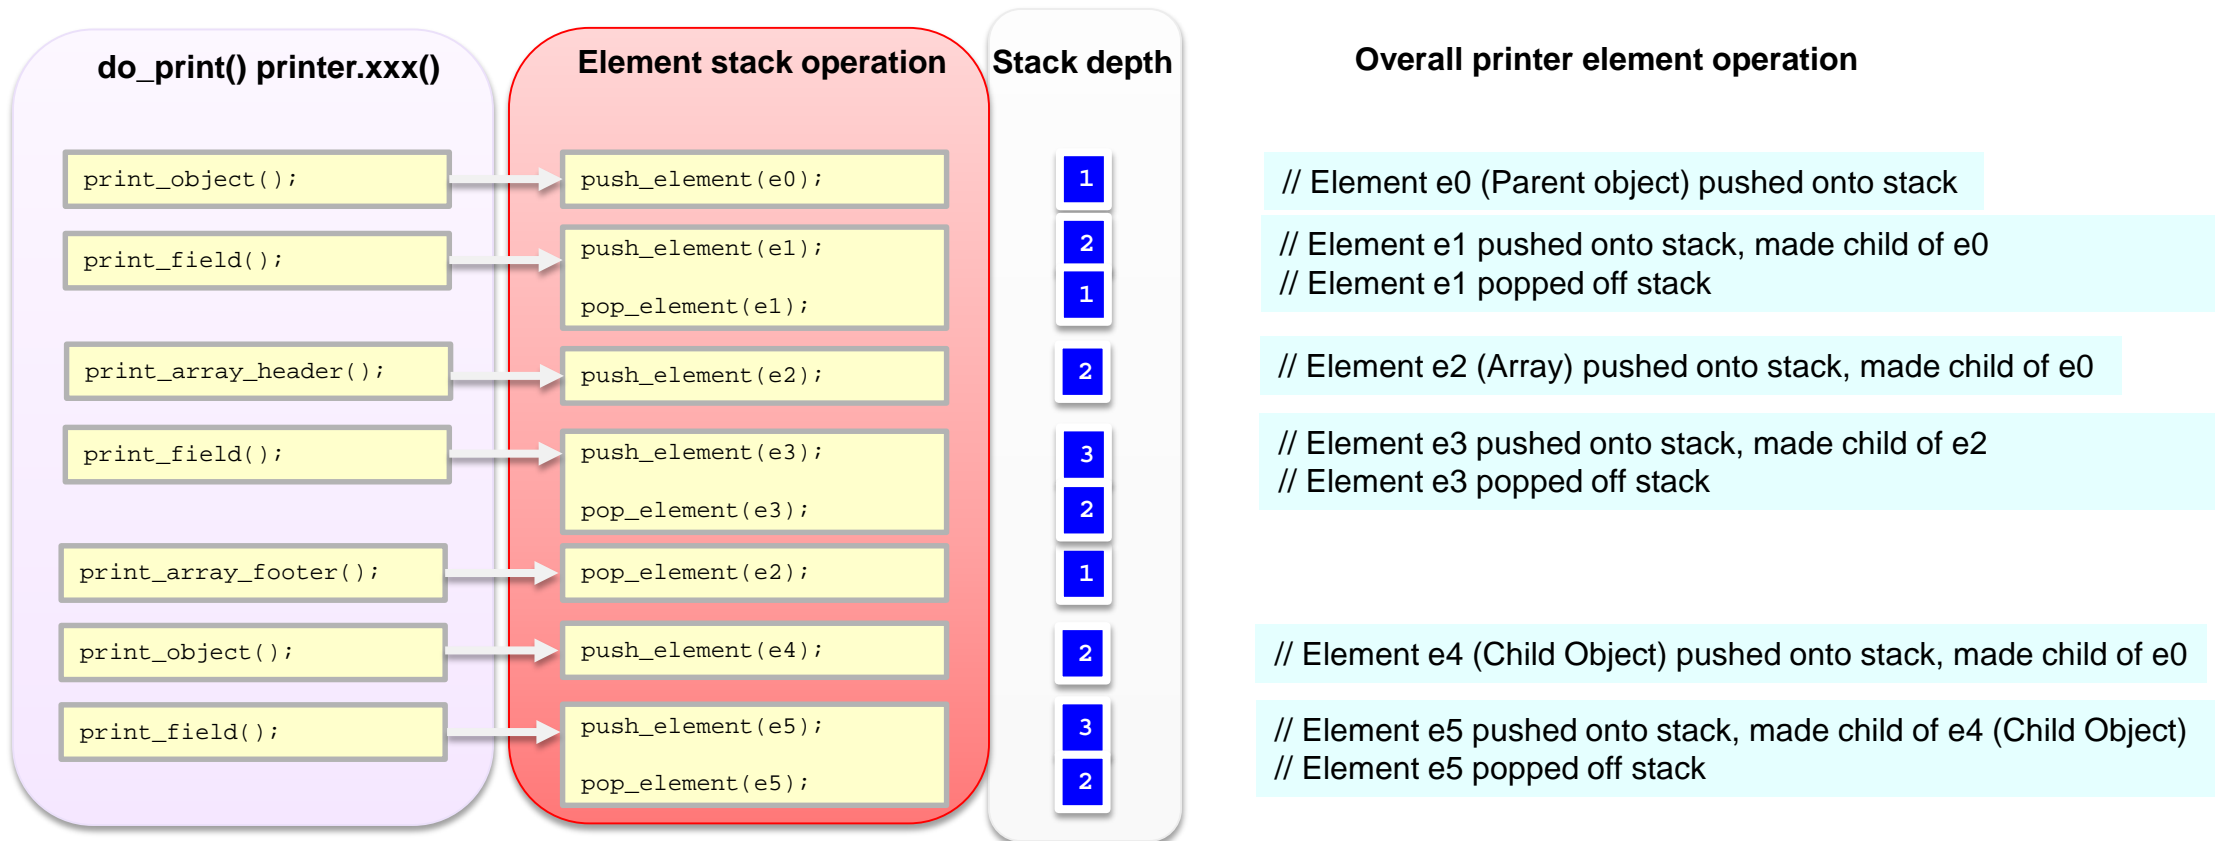 do_print() printer.xxx()
Element stack operation
Stack depth
Overall printer element operation
print_object();
push_element(e0);
1
// Element e0 (Parent object) pushed onto stack
print_field();
push_element(e1);
2
// Element e1 pushed onto stack, made child of e0
pop_element(e1);
1
// Element e1 popped off stack
print_array_header();
push_element(e2);
2
// Element e2 (Array) pushed onto stack, made child of e0
print_field();
push_element(e3);
3
// Element e3 pushed onto stack, made child of e2
pop_element(e3);
2
// Element e3 popped off stack
print_array_footer();
pop_element(e2);
1
print_object();
push_element(e4);
2
// Element e4 (Child Object) pushed onto stack, made child of e0
print_field();
push_element(e5);
3
// Element e5 pushed onto stack, made child of e4 (Child Object)
pop_element(e5);
2
// Element e5 popped off stack